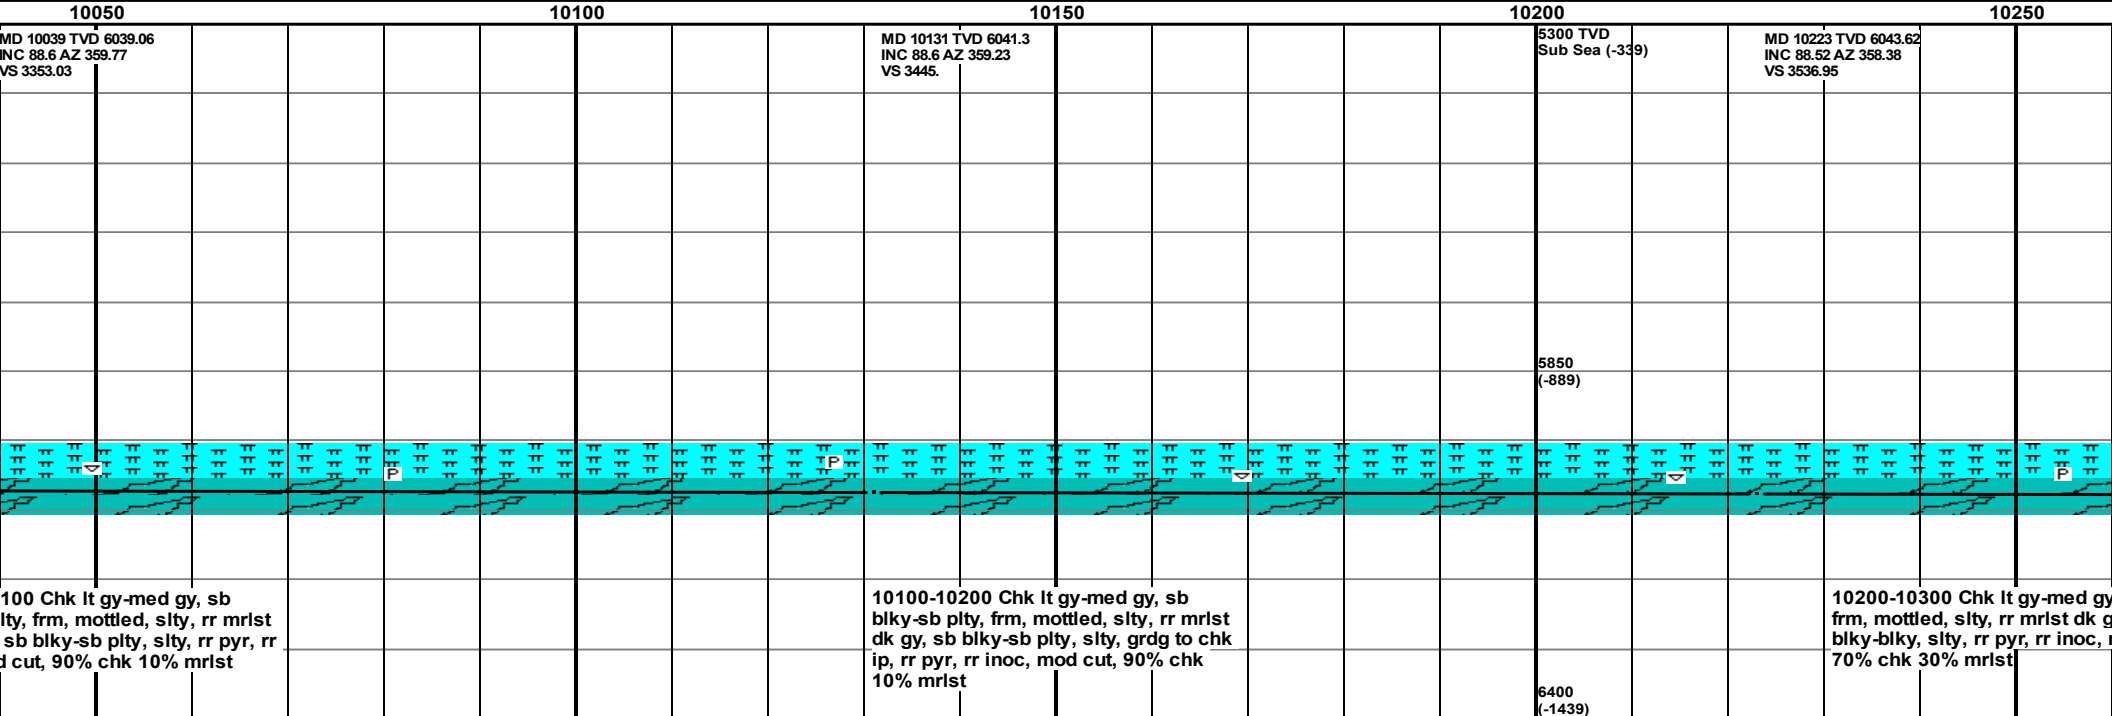 10050 10100 10150 10200 10250
MD 10039 TVD 6039.06
INC 88.6 AZ 359.77
VS 3353.03
MD 10131 TVD 6041.3
INC 88.6 AZ 359.23
VS 3445.
5300 TVD
Sub Sea (-339)
MD 10223 TVD 6043.62
INC 88.52 AZ 358.38
VS 3536.95
5850
(-889)
P
P
P
100 Chk lt gy-med gy, sb
lty, frm, mottled, slty, rr mrlst
sb blky-sb plty, slty, rr pyr, rr
d cut, 90% chk 10% mrlst
10100-10200 Chk lt gy-med gy, sb
blky-sb plty, frm, mottled, slty, rr mrlst
dk gy, sb blky-sb plty, slty, grdg to chk
ip, rr pyr, rr inoc, mod cut, 90% chk
10% mrlst
10200-10300 Chk lt gy-med gy
frm, mottled, slty, rr mrlst dk g
blky-blky, slty, rr pyr, rr inoc,
70% chk 30% mrlst
6400
(-1439)